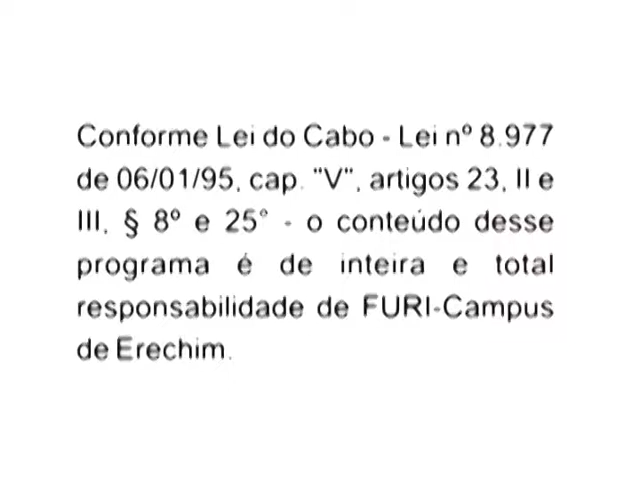 Conforme Lei do Cabo - Lei nº 8.977
de 06/01/95, cap. "V", artigos 23, II e
III, § 8º e 25° - o conteúdo desse
programa é de inteira e total
responsabilidade de FURI-Campus
de Erechim.